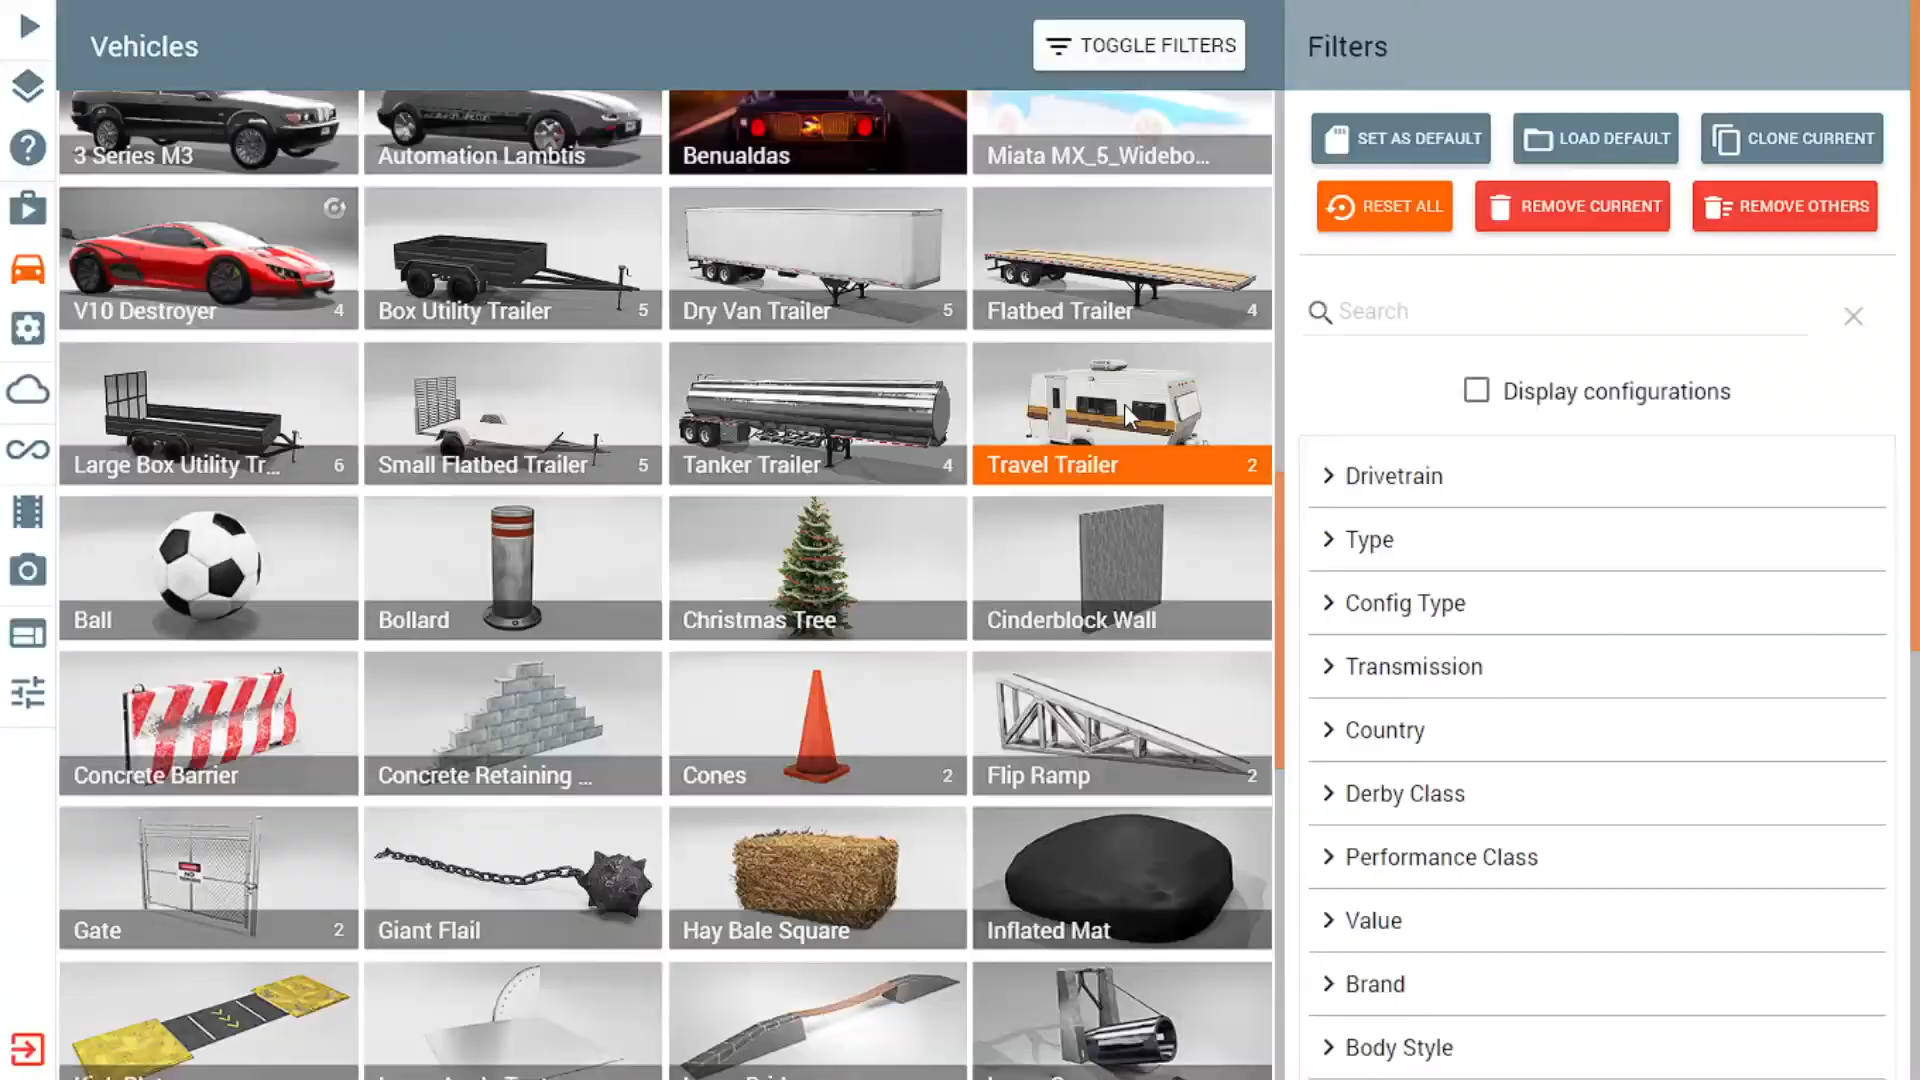 Vehicles
TOGGLE FILTERS
Filters
3 Series M3
Automation Lambtis
Benualdas
Miata MX_5_Widebo...
SET AS DEFAULT
LOAD DEFAULT
CLONE CURRENT
RESET ALL
REMOVE CURRENT
REMOVE OTHERS
V10 Destroyer 4
Box Utility Trailer 5
Dry Van Trailer 5
Flatbed Trailer 4
Search
Display configurations
Large Box Utility Tr... 6
Small Flatbed Trailer 5
Tanker Trailer 4
Travel Trailer 2
Drivetrain
Type
Config Type
Transmission
Country
Derby Class
Performance Class
Value
Brand
Body Style
Ball
Bollard
Christmas Tree
Cinderblock Wall
Concrete Barrier
Concrete Retaining ...
Cones 2
Flip Ramp 2
Gate 2
Giant Flail
Hay Bale Square
Inflated Mat